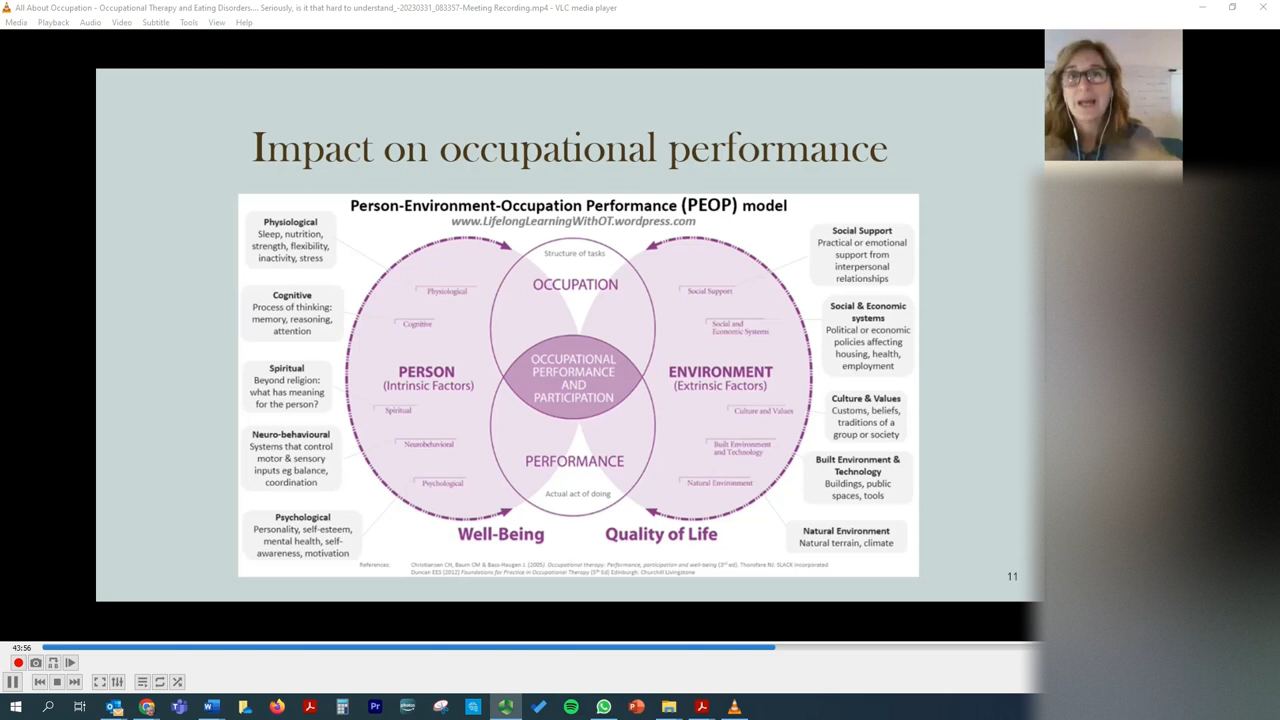 All About Occupation - Occupational Therapy and Eating Disorders.... Seriously, is it that hard to understand_-20230331_083357-Meeting Recording.mp4 - VLC media player
Media Playback Audio Video Subtitle Tools View Help
Impact on occupational performance
Person-Environment-Occupation Performance (PEOP) model
www.LifelongLearningWithOT.wordpress.com
Physiological
Sleep, nutrition,
strength, flexibility,
inactivity, stress
Cognitive
Process of thinking:
memory, reasoning,
attention
Spiritual
Beyond religion:
what has meaning
for the person?
Neuro-behavioural
Systems that control
motor & sensory
inputs eg balance,
coordination
Psychological
Personality, self-esteem,
mental health, self-
awareness, motivation
Physiological
Cognitive
PERSON
(Intrinsic Factors)
Spiritual
Neurobehavioral
Psychological
Structure of tasks
OCCUPATION
OCCUPATIONAL
PERFORMANCE
AND
PARTICIPATION
PERFORMANCE
Actual act of doing
Social Support
Social and
Economic Systems
ENVIRONMENT
(Extrinsic Factors)
Culture and Values
Built Environment
and Technology
Natural Environment
Social Support
Practical or emotional
support from
interpersonal
relationships
Social & Economic
systems
Political or economic
policies affecting
housing, health,
employment
Culture & Values
Customs, beliefs,
traditions of a
group or society
Built Environment &
Technology
Buildings, public
spaces, tools
Natural Environment
Natural terrain, climate
Well-Being
Quality of Life
References: Christiansen CH, Baum CM & Bass-Haugen J. (2005). Occupational therapy: Performance, participation and well-being (3rd ed). Thorofare NJ: SLACK incorporated
Duncan EES (2012) Foundations for Practice in Occupational Therapy (5th Ed) Edinburgh: Churchill Livingstone
11
43:56